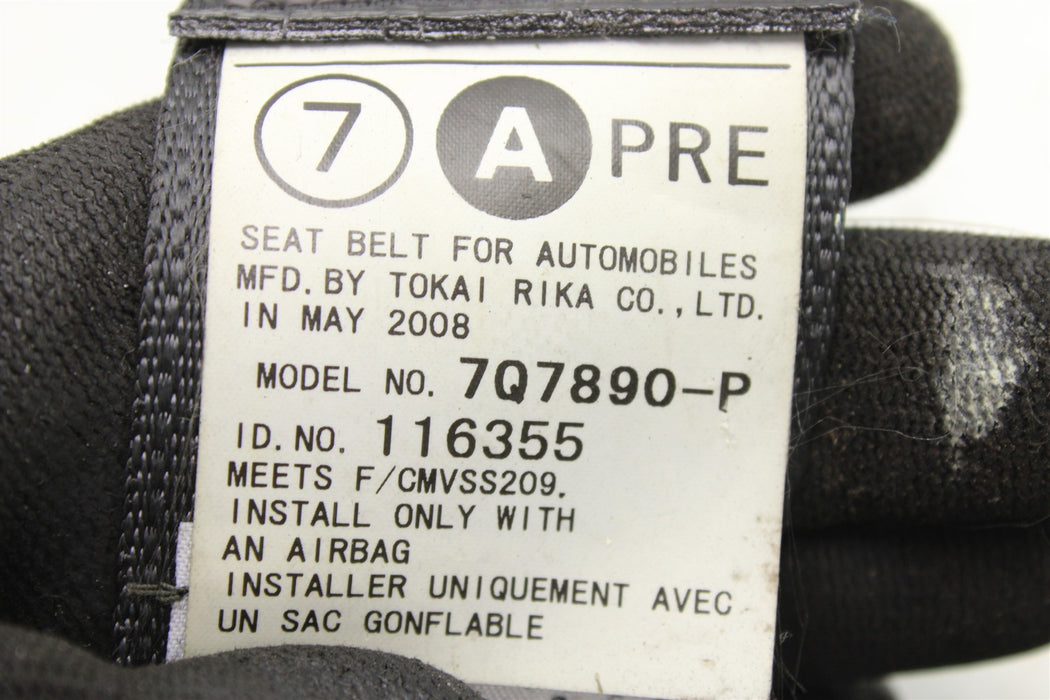 7 A PRE
SEAT BELT FOR AUTOMOBILES
MFD. BY TOKAI RIKA CO., LTD.
IN MAY 2008
MODEL NO. 7Q7890-P
ID. NO. 116355
MEETS F/CMVSS209.
INSTALL ONLY WITH
AN AIRBAG
INSTALLER UNIQUEMENT AVEC
UN SAC GONFLABLE